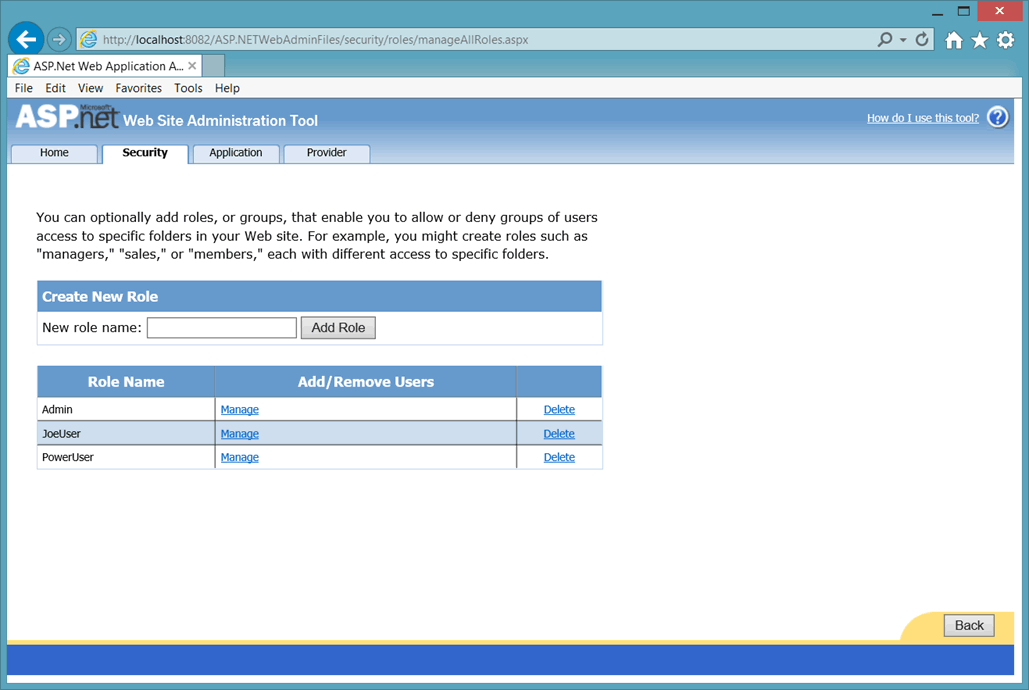 http://localhost:8082/ASP.NETWebAdminFiles/security/roles/manageAllRoles.aspx
ASP.Net Web Application A...
File Edit View Favorites Tools Help
Microsoft
ASP.net Web Site Administration Tool
How do I use this tool? ?
Home Security Application Provider
You can optionally add roles, or groups, that enable you to allow or deny groups of users
access to specific folders in your Web site. For example, you might create roles such as
"managers," "sales," or "members," each with different access to specific folders.
Create New Role
New role name: Add Role
Role Name Add/Remove Users
Admin Manage Delete
JoeUser Manage Delete
PowerUser Manage Delete
Back